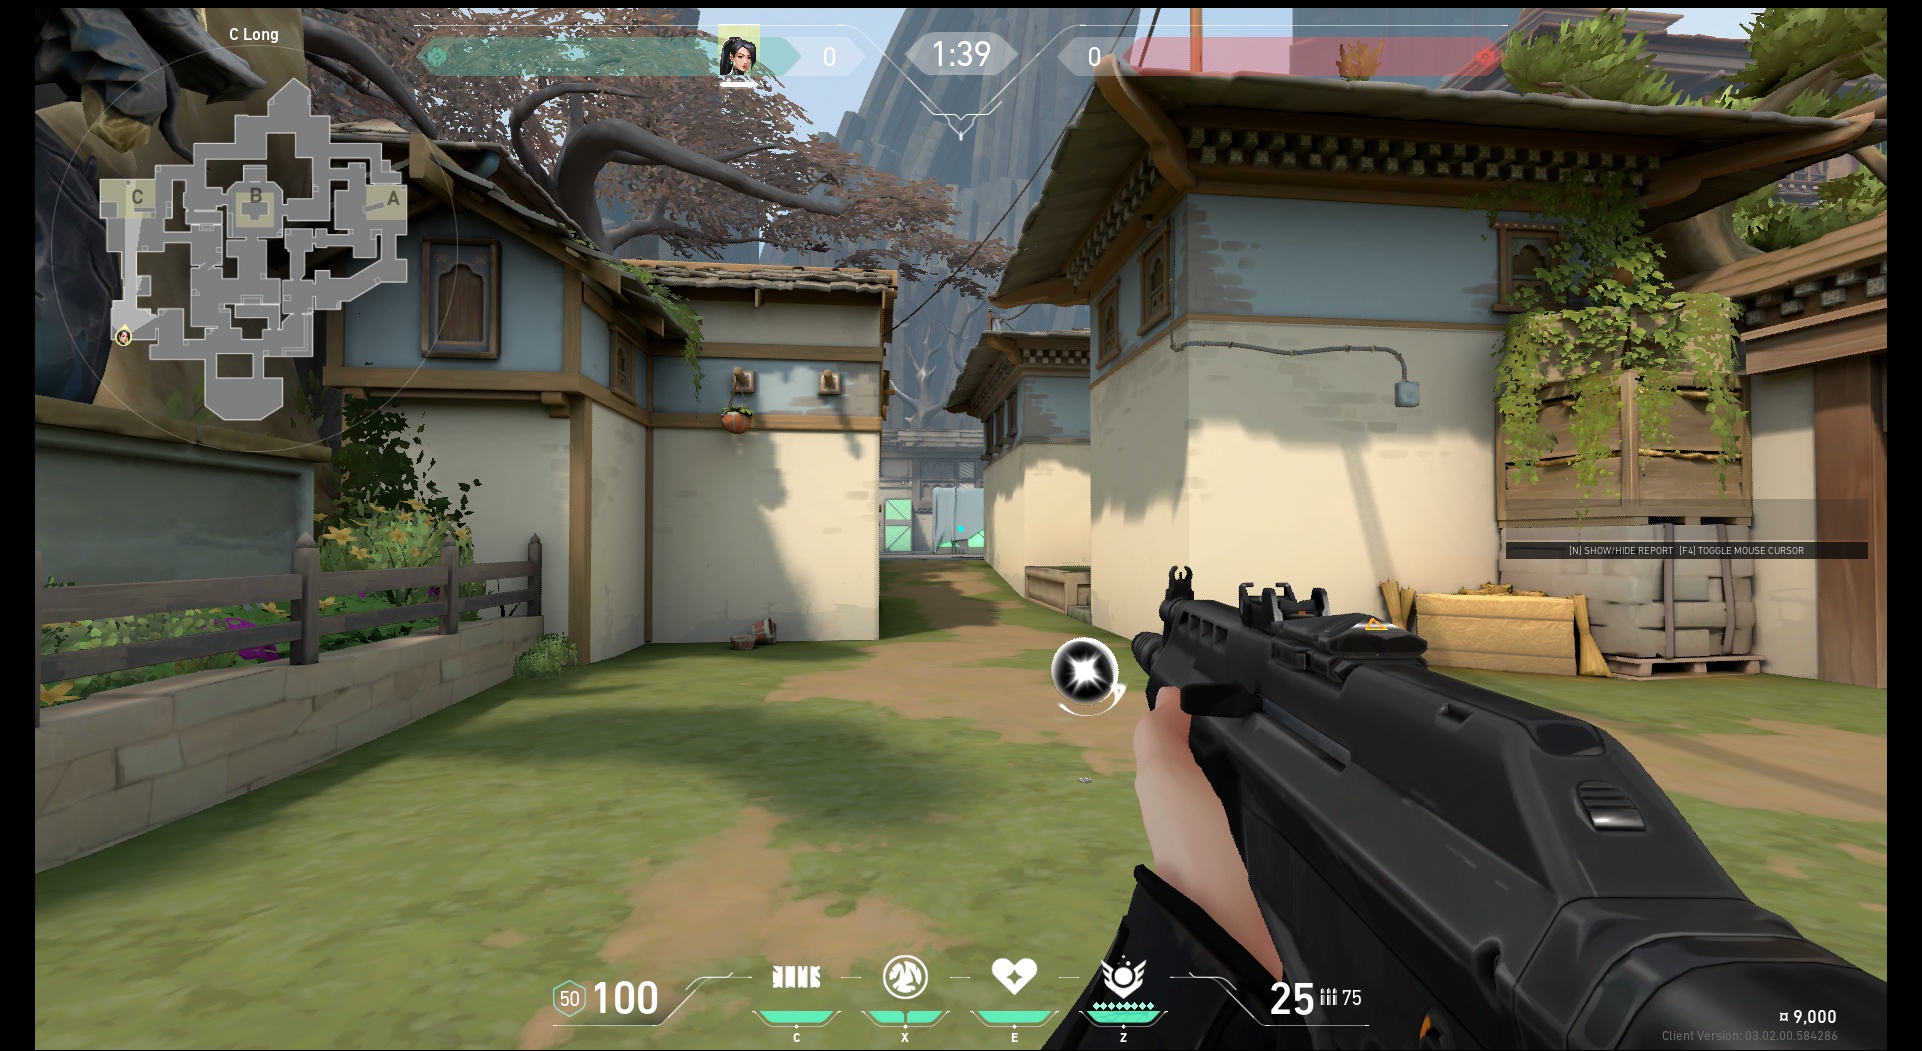 C Long
0
1:39
0
C
B
A
[N] SHOW/HIDE REPORT [F4] TOGGLE MOUSE CURSOR
50
100
25
75
C
X
E
Z
¤ 9,000
Client Version: 03.02.00.584286